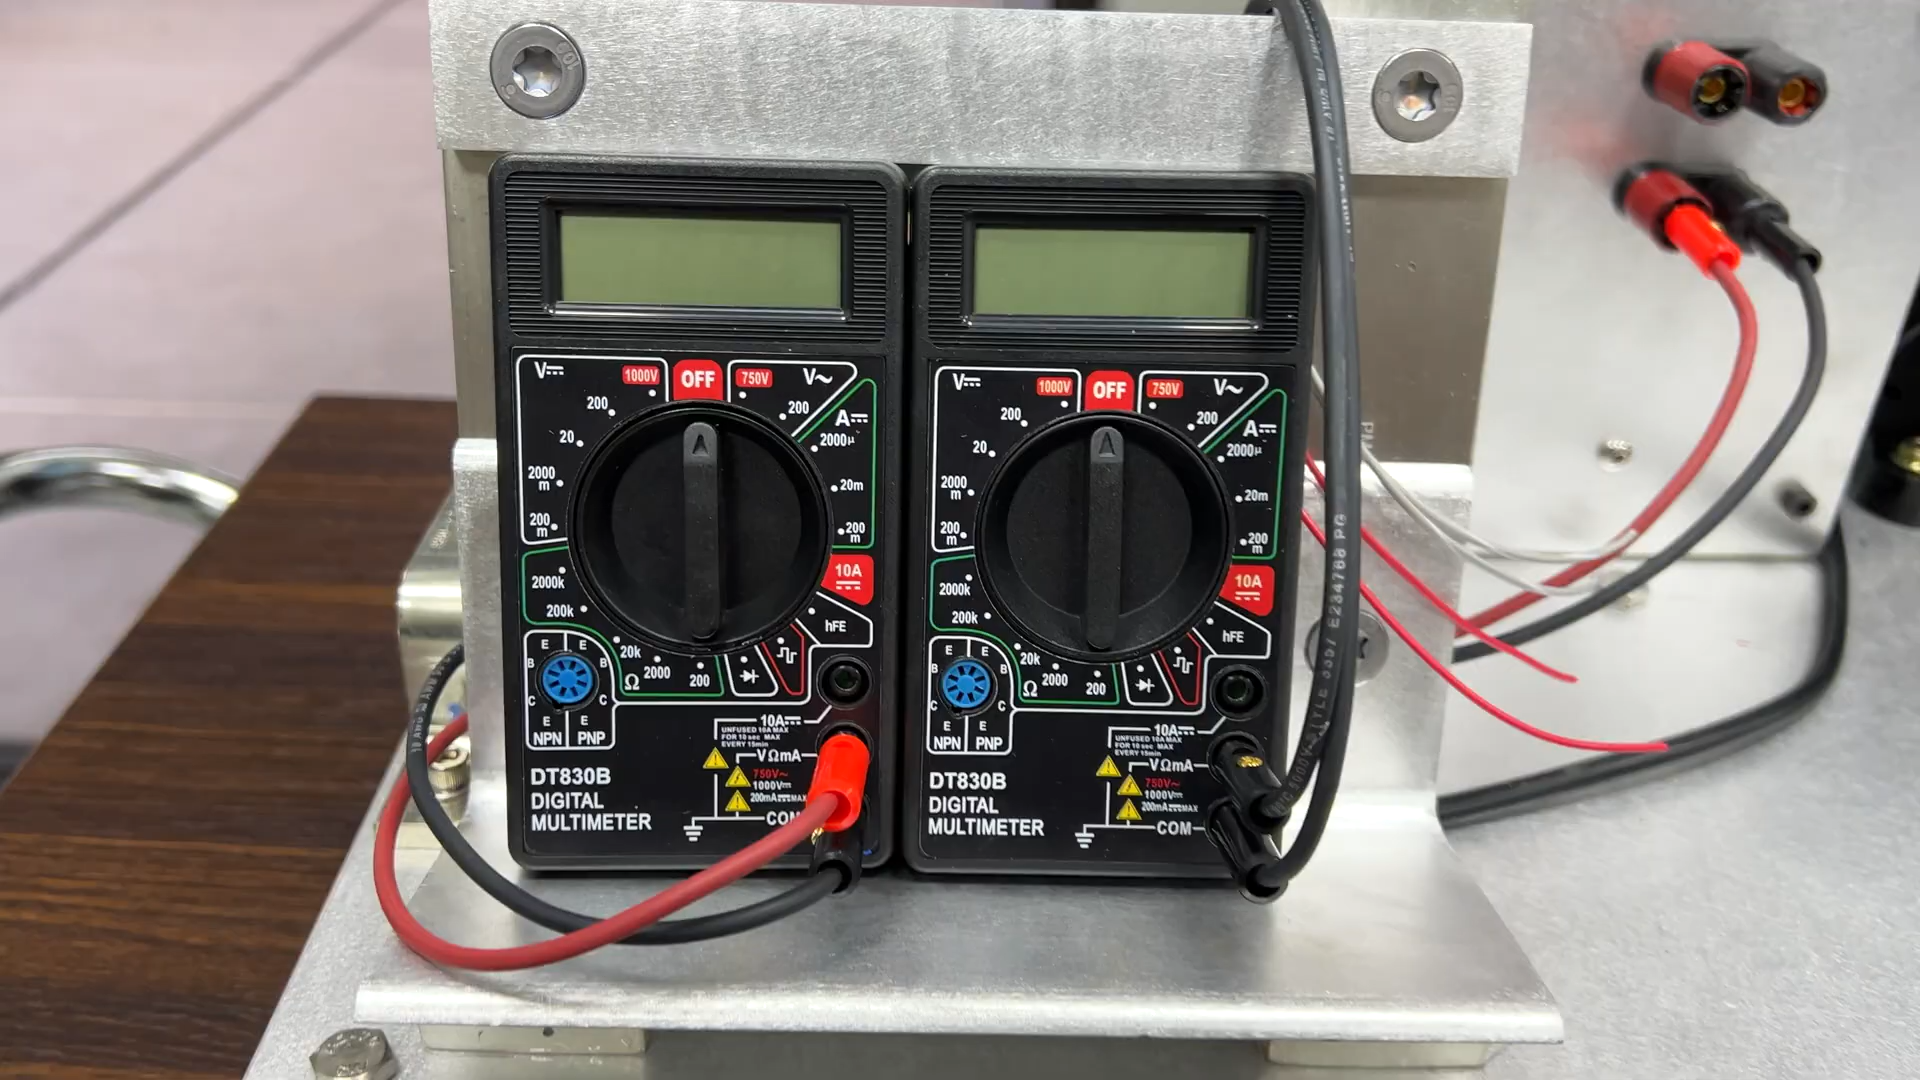 V⎓ 1000V OFF 750V V~
200 200 A⎓
20 2000µ
2000
m 20m
200
m 200
m
2000k 10A
200k hFE
20k
Ω 2000 200
E E
B B
C C
E E
NPN PNP
10A⎓
UNFUSED 10A MAX
FOR 10 sec MAX
EVERY 15min
VΩmA
750V~
1000V⎓
200mA⎓MAX
COM
DT830B
DIGITAL
MULTIMETER
V⎓ 1000V OFF 750V V~
200 200 A⎓
20 2000µ
2000
m 20m
200
m 200
m
2000k 10A
200k hFE
20k
Ω 2000 200
E E
B B
C C
E E
NPN PNP
10A⎓
UNFUSED 10A MAX
FOR 10 sec MAX
EVERY 15min
VΩmA
750V~
1000V⎓
200mA⎓MAX
COM
DT830B
DIGITAL
MULTIMETER
E234768 PG